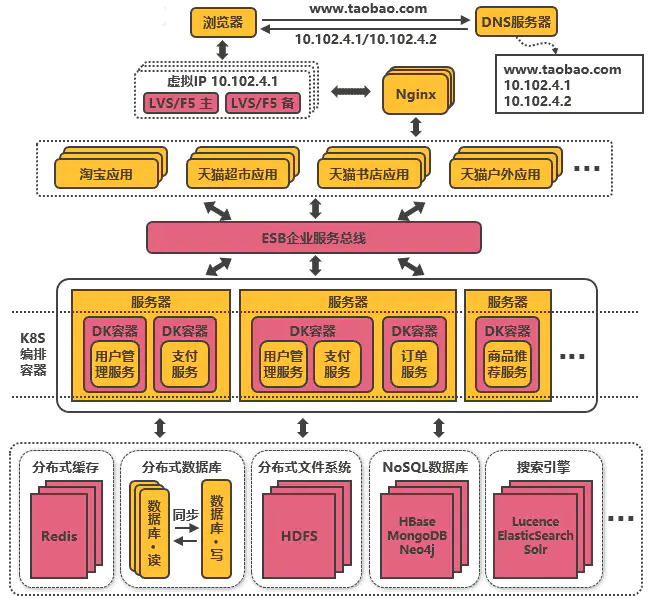 浏览器
www.taobao.com
DNS服务器
10.102.4.1/10.102.4.2
www.taobao.com
10.102.4.1
10.102.4.2
虚拟IP 10.102.4.1
LVS/F5 主
LVS/F5 备
Nginx
淘宝应用
天猫超市应用
天猫书店应用
天猫户外应用
ESB企业服务总线
K8S
编排
容器
服务器
DK容器
用户管
理服务
DK容器
支付
服务
服务器
DK容器
用户管
理服务
支付
服务
DK容器
订单
服务
服务器
DK容器
商品推
荐服务
分布式缓存
Redis
分布式数据库
数据库·读
同步
数据库·写
分布式文件系统
HDFS
NoSQL数据库
HBase
MongoDB
Neo4j
搜索引擎
Lucence
ElasticSearch
Solr